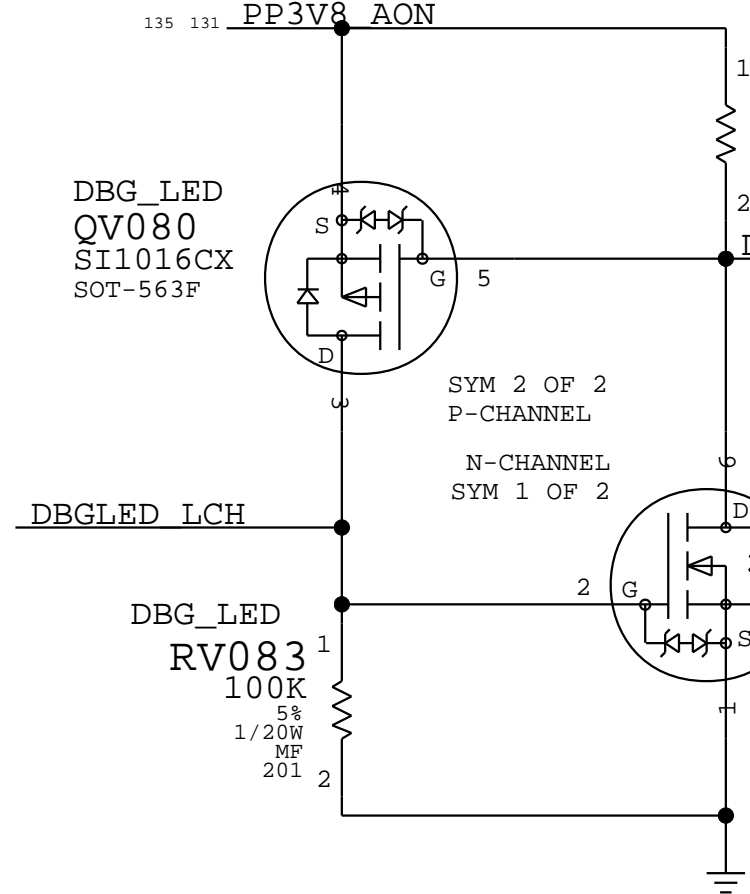 135 131 PP3V8_AON
1
4
DBG_LED
QV080
SI1016CX
SOT-563F
S
2
G 5
D
3
SYM 2 OF 2
P-CHANNEL
N-CHANNEL
SYM 1 OF 2
6
DBGLED_LCH
D
2 G
DBG_LED
RV083
1
100K
5%
1/20W
MF
201
2
S
1